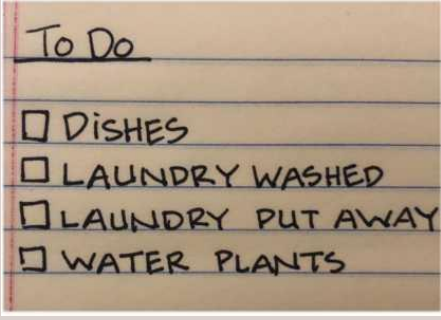 To Do
☐ DiSHES
☐ LAUNDRY WASHED
☐ LAUNDRY PUT AWAY
☐ WATER PLANTS